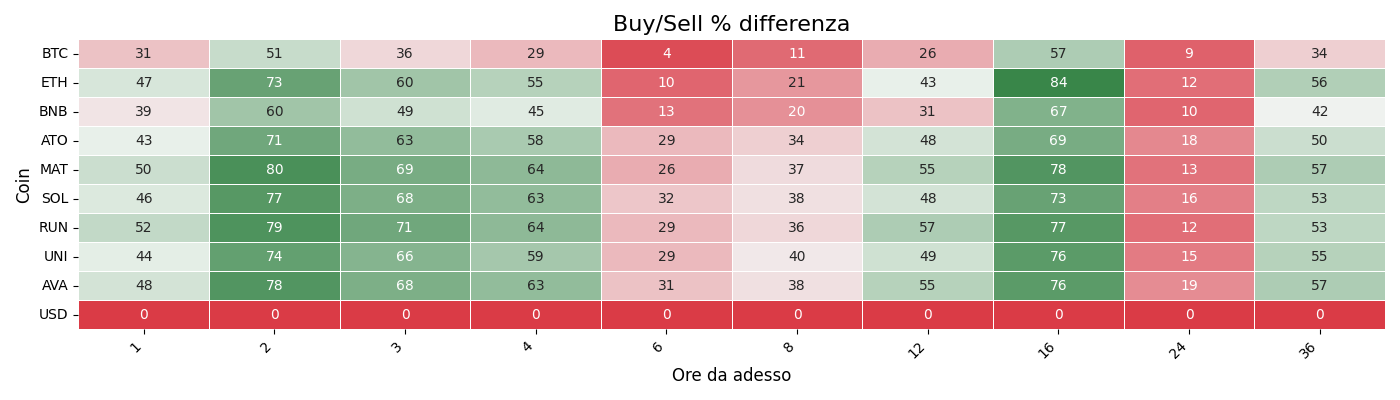 Buy/Sell % differenza
Coin
BTC 31 51 36 29 4 11 26 57 9 34
ETH 47 73 60 55 10 21 43 84 12 56
BNB 39 60 49 45 13 20 31 67 10 42
ATO 43 71 63 58 29 34 48 69 18 50
MAT 50 80 69 64 26 37 55 78 13 57
SOL 46 77 68 63 32 38 48 73 16 53
RUN 52 79 71 64 29 36 57 77 12 53
UNI 44 74 66 59 29 40 49 76 15 55
AVA 48 78 68 63 31 38 55 76 19 57
USD 0 0 0 0 0 0 0 0 0 0
1 2 3 4 6 8 12 16 24 36
Ore da adesso